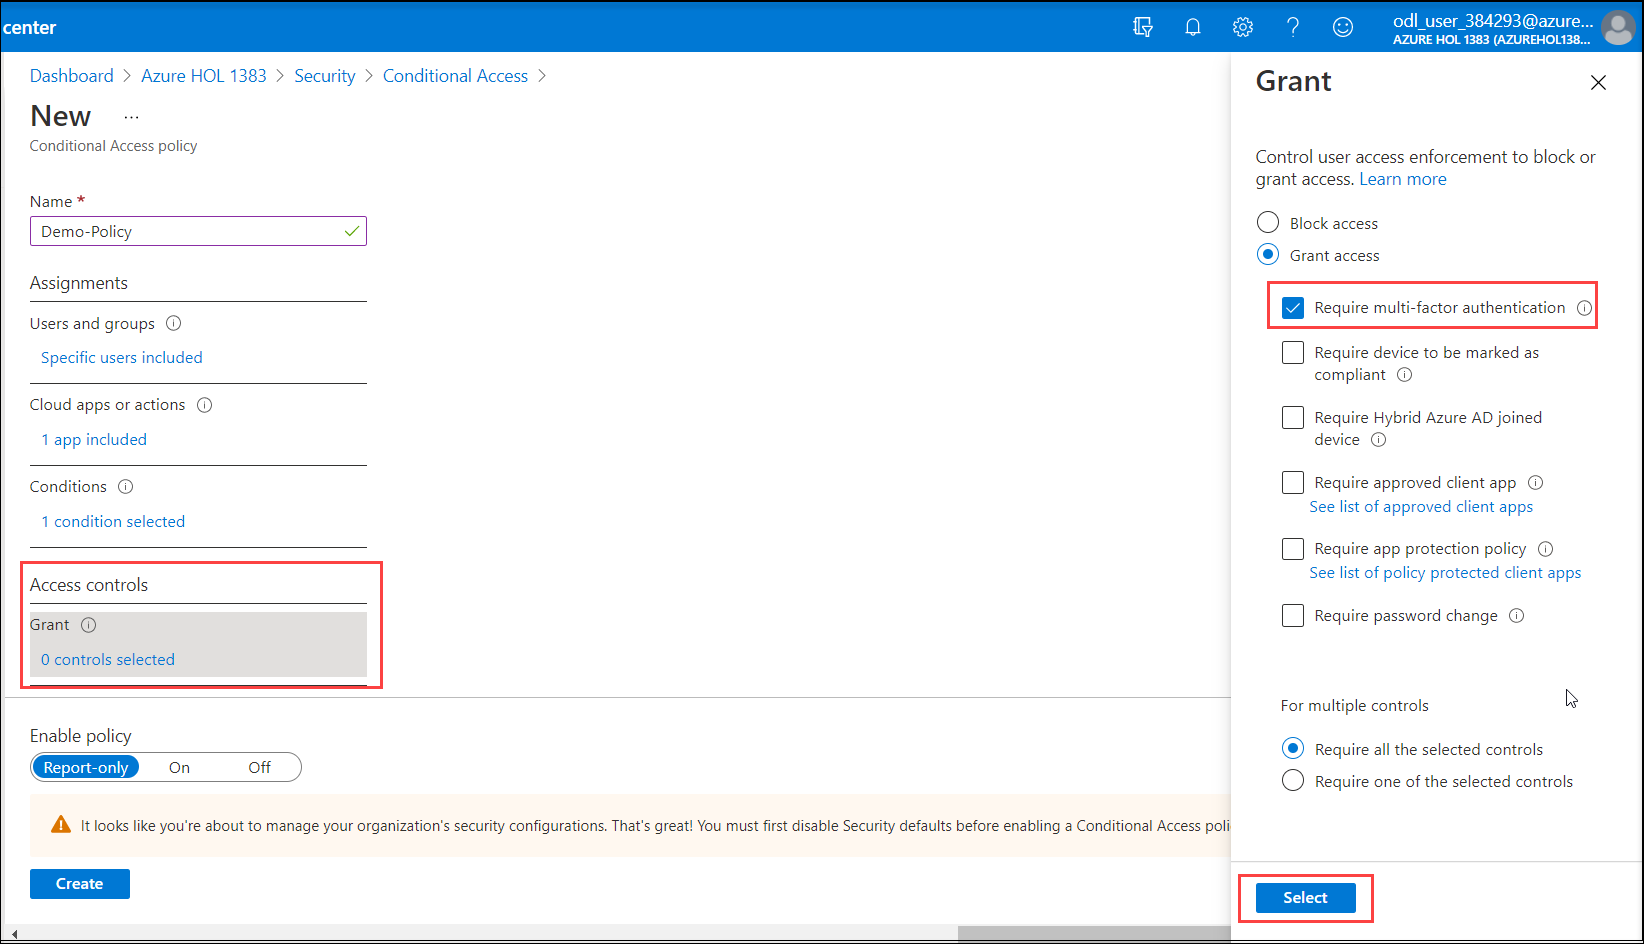 center
odl_user_384293@azure...
AZURE HOL 1383 (AZUREHOL138...
Dashboard > Azure HOL 1383 > Security > Conditional Access >
New ...
Conditional Access policy
Name *
Demo-Policy
Assignments
Users and groups
Specific users included
Cloud apps or actions
1 app included
Conditions
1 condition selected
Access controls
Grant
0 controls selected
Enable policy
Report-only On Off
It looks like you're about to manage your organization's security configurations. That's great! You must first disable Security defaults before enabling a Conditional Access poli
Create
Grant
Control user access enforcement to block or
grant access. Learn more
Block access
Grant access
Require multi-factor authentication
Require device to be marked as
compliant
Require Hybrid Azure AD joined
device
Require approved client app
See list of approved client apps
Require app protection policy
See list of policy protected client apps
Require password change
For multiple controls
Require all the selected controls
Require one of the selected controls
Select